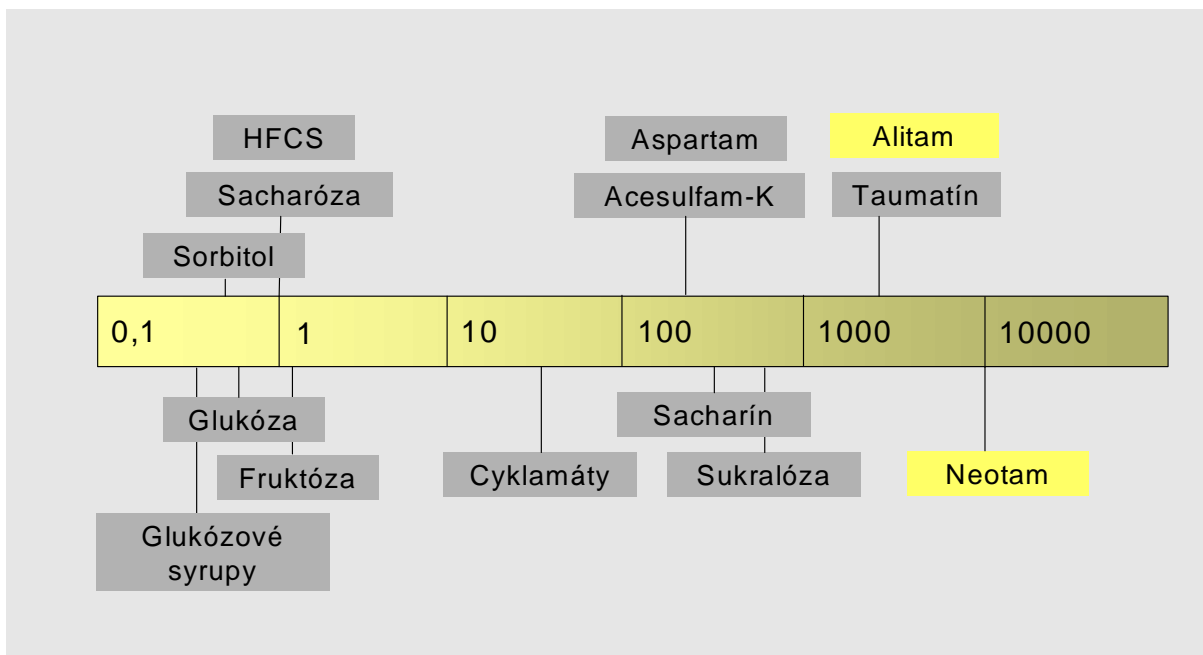 HFCS
Aspartam
Alitam
Sacharóza
Acesulfam-K
Taumatín
Sorbitol
0,1
1
10
100
1000
10000
Glukóza
Sacharín
Fruktóza
Cyklamáty
Sukralóza
Neotam
Glukózové
syrupy